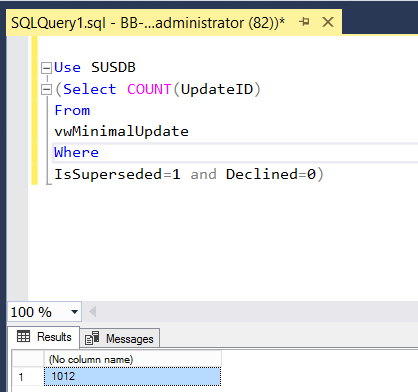 SQLQuery1.sql - BB-...administrator (82))*
Use SUSDB
(Select COUNT(UpdateID)
From
vwMinimalUpdate
Where
IsSuperseded=1 and Declined=0)
100 %
Results Messages
(No column name)
1 1012